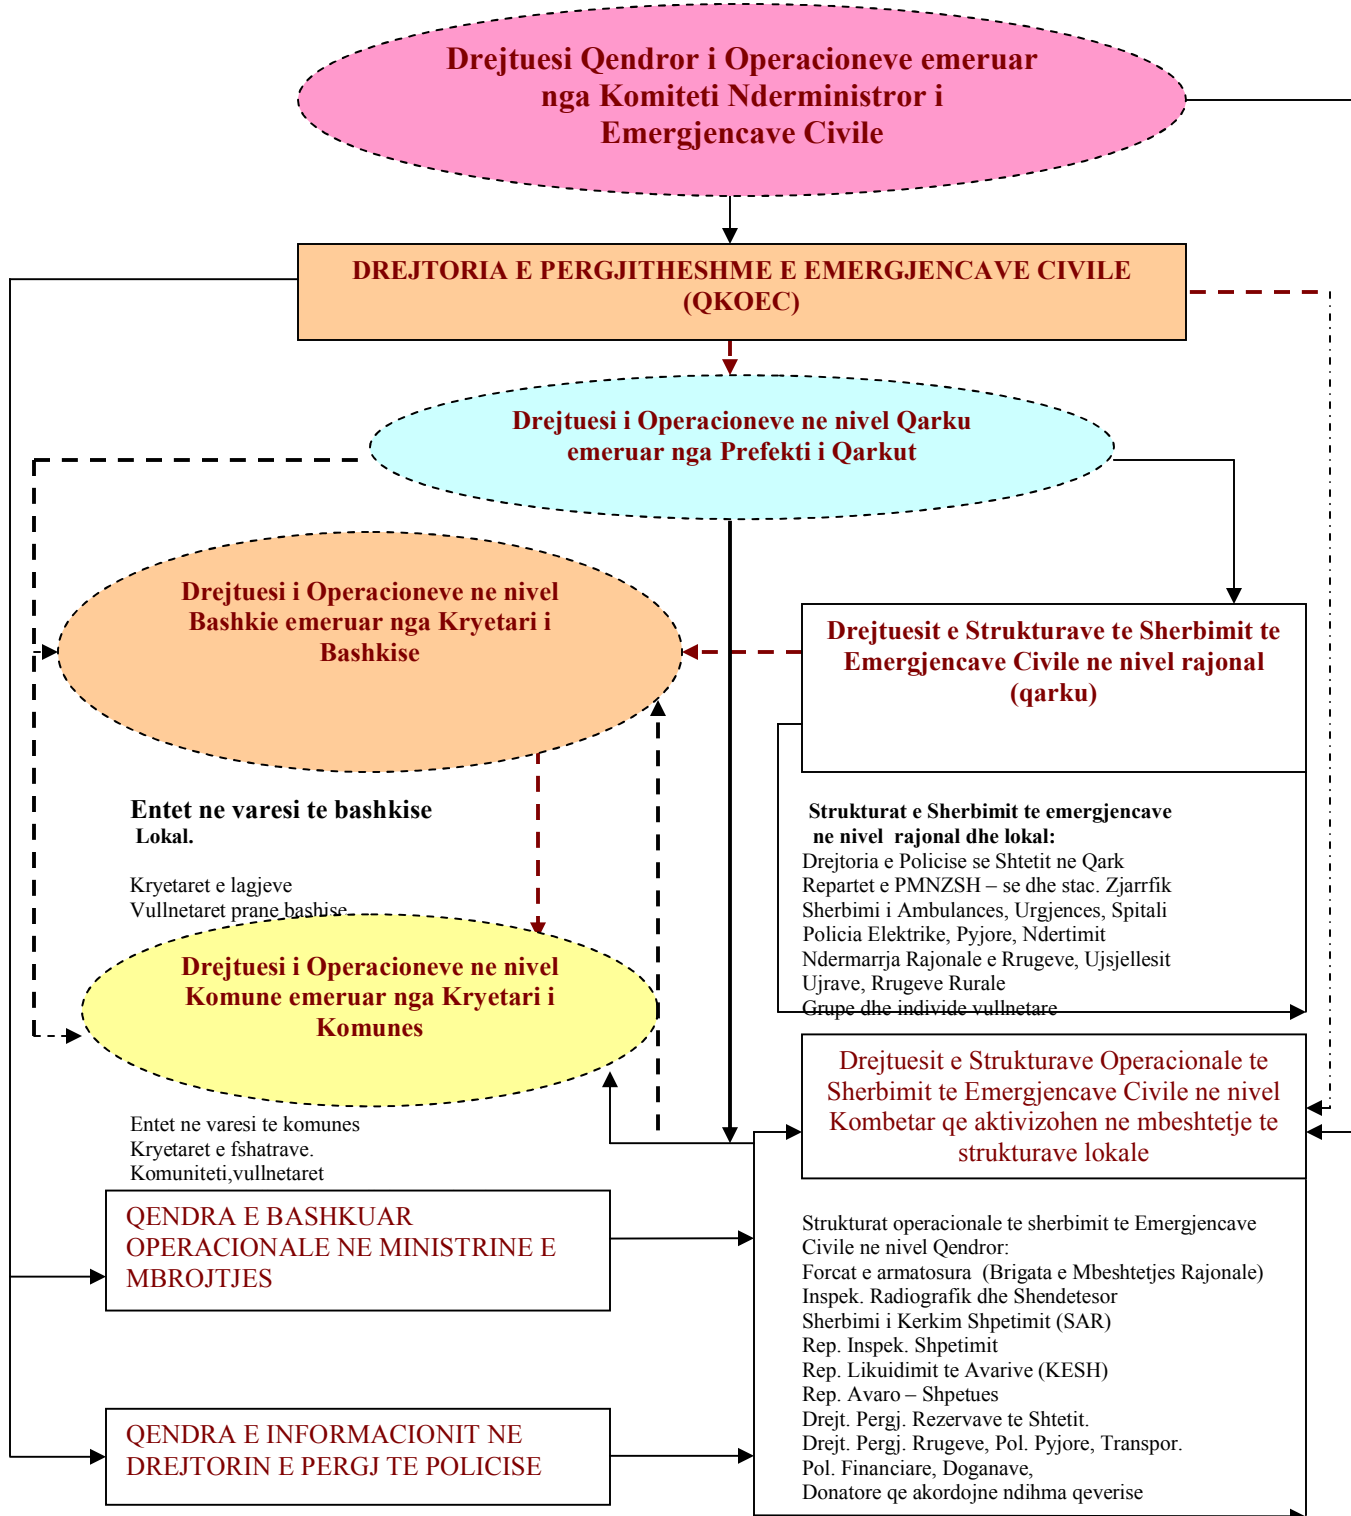 Drejtuesi Qendror i Operacioneve emeruar
nga Komiteti Nderministror i
Emergjencave Civile
DREJTORIA E PERGJITHESHME E EMERGJENCAVE CIVILE
(QKOEC)
Drejtuesi i Operacioneve ne nivel Qarku
emeruar nga Prefekti i Qarkut
Drejtuesi i Operacioneve ne nivel
Bashkie emeruar nga Kryetari i
Bashkise
Drejtuesit e Strukturave te Sherbimit te
Emergjencave Civile ne nivel rajonal
(qarku)
Entet ne varesi te bashkise
Lokal.
Kryetaret e lagjeve
Vullnetaret prane bashise
Strukturat e Sherbimit te emergjencave
ne nivel rajonal dhe lokal:
Drejtoria e Policise se Shtetit ne Qark
Repartet e PMNZSH – se dhe stac. Zjarrfik
Sherbimi i Ambulances, Urgjences, Spitali
Policia Elektrike, Pyjore, Ndertimit
Ndermarrja Rajonale e Rrugeve, Ujsjellesit
Ujrave, Rrugeve Rurale
Grupe dhe individe vullnetare
Drejtuesi i Operacioneve ne nivel
Komune emeruar nga Kryetari i
Komunes
Entet ne varesi te komunes
Kryetaret e fshatrave.
Komuniteti,vullnetaret
Drejtuesit e Strukturave Operacionale te
Sherbimit te Emergjencave Civile ne nivel
Kombetar qe aktivizohen ne mbeshtetje te
strukturave lokale
QENDRA E BASHKUAR
OPERACIONALE NE MINISTRINE E
MBROJTJES
Strukturat operacionale te sherbimit te Emergjencave
Civile ne nivel Qendror:
Forcat e armatosura (Brigata e Mbeshtetjes Rajonale)
Inspek. Radiografik dhe Shendetesor
Sherbimi i Kerkim Shpetimit (SAR)
Rep. Inspek. Shpetimit
Rep. Likuidimit te Avarive (KESH)
Rep. Avaro – Shpetues
Drejt. Pergj. Rezervave te Shtetit.
Drejt. Pergj. Rrugeve, Pol. Pyjore, Transpor.
Pol. Financiare, Doganave,
Donatore qe akordojne ndihma qeverise
QENDRA E INFORMACIONIT NE
DREJTORIN E PERGJ TE POLICISE